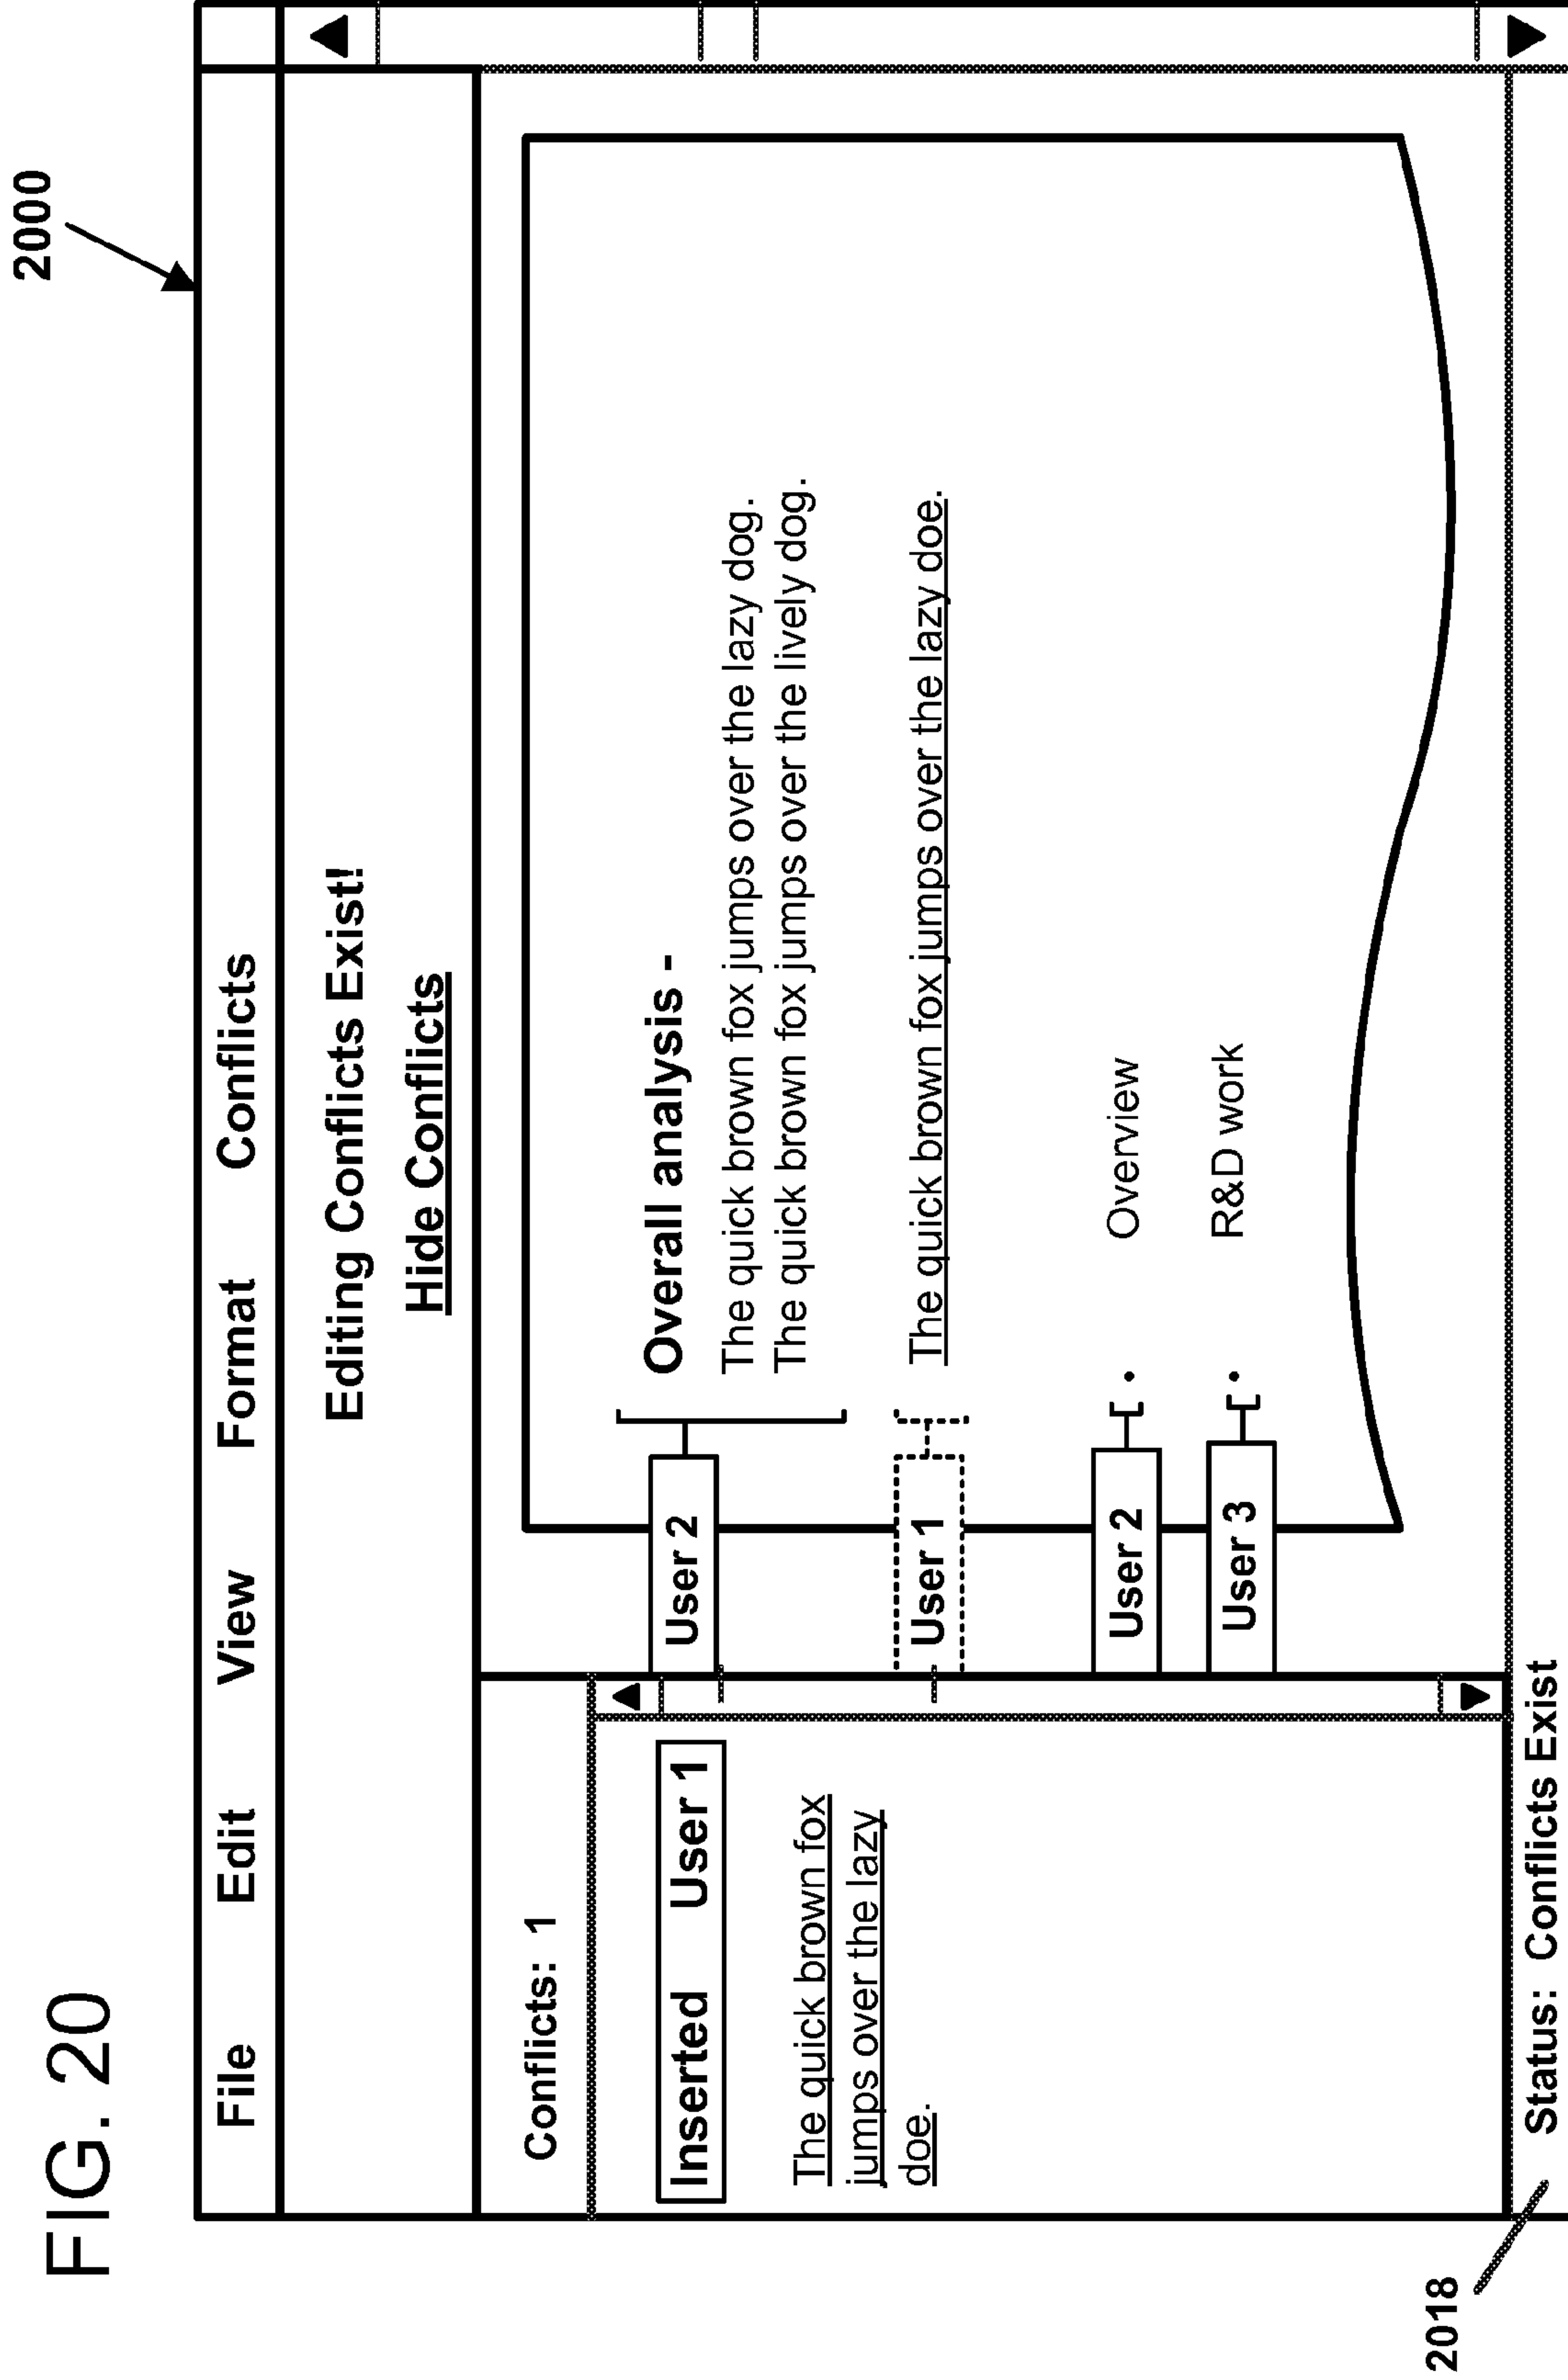 FIG. 20
2000
File Edit View Format Conflicts
Editing Conflicts Exist!
Hide Conflicts
Conflicts: 1
Inserted User 1
The quick brown fox
jumps over the lazy
doe.
User 2
Overall analysis -
The quick brown fox jumps over the lazy dog.
The quick brown fox jumps over the lively dog.
User 1
The quick brown fox jumps over the lazy doe.
User 2
• Overview
User 3
• R&D work
2018
Status: Conflicts Exist